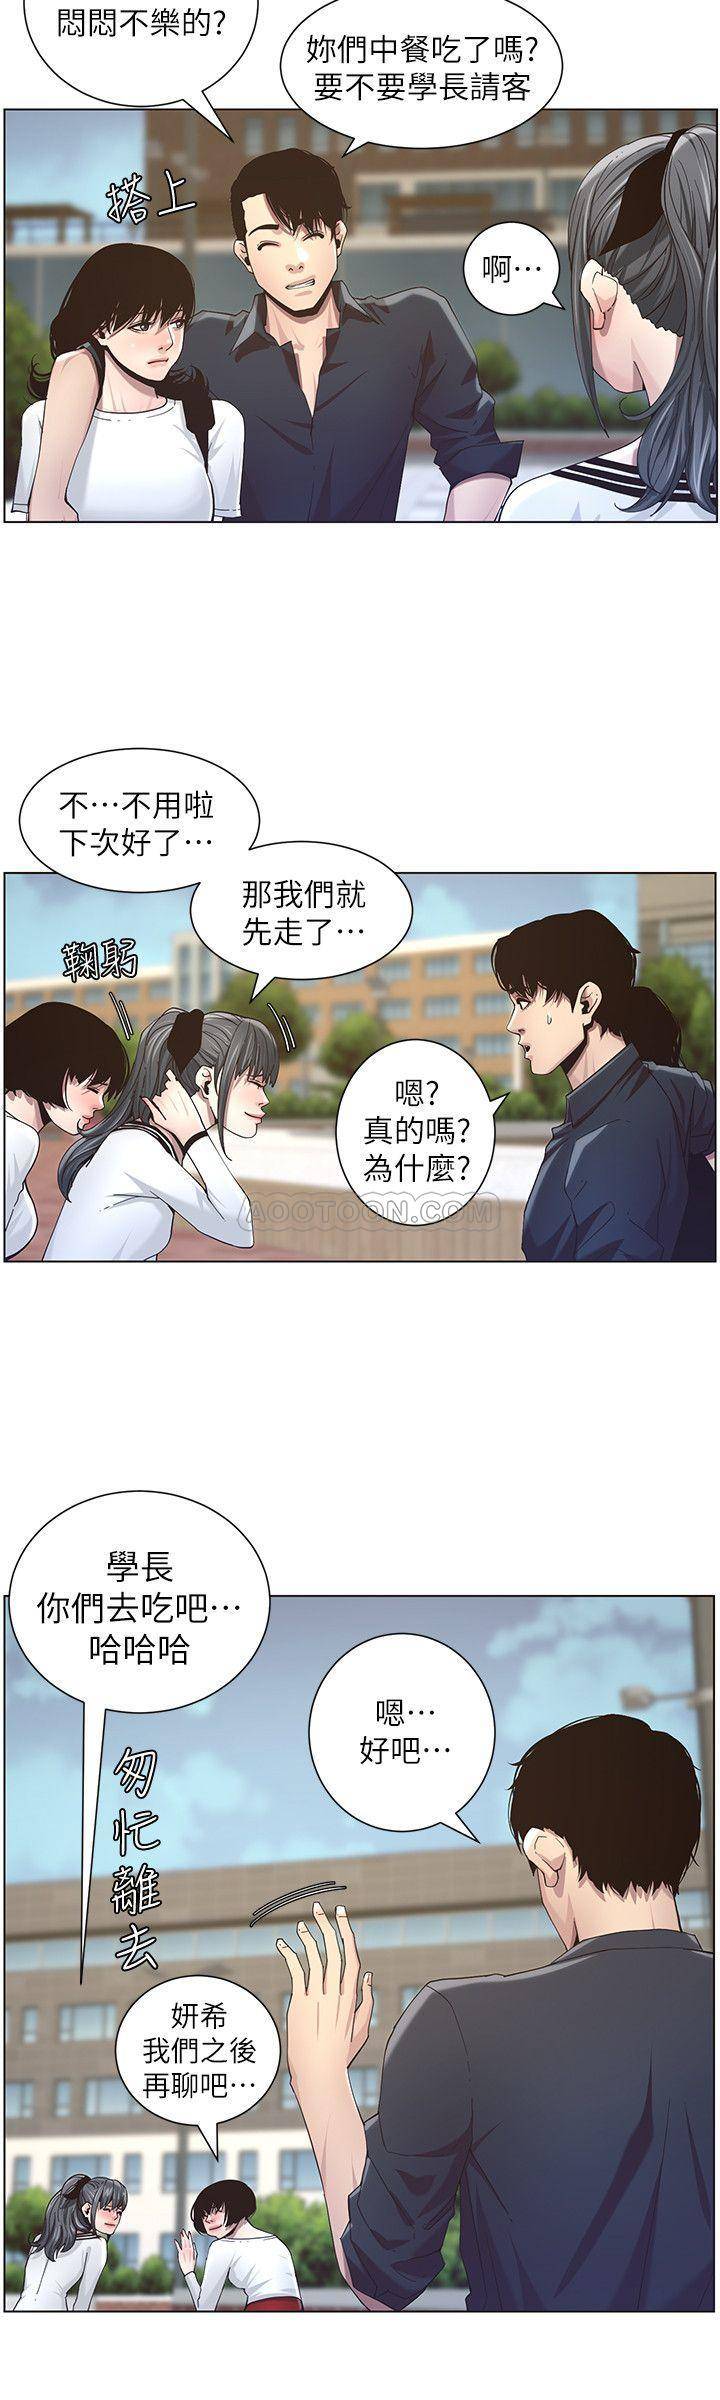 悶悶不樂的?
妳們中餐吃了嗎?
要不要學長請客
搭上
啊…
不…不用啦
下次好了…
那我們就
先走了…
鞠躬
嗯?
真的嗎?
為什麼?
AOOTOON.COM
學長
你們去吃吧…
哈哈哈
嗯…
好吧…
匆忙離去
妍希
我們之後
再聊吧…